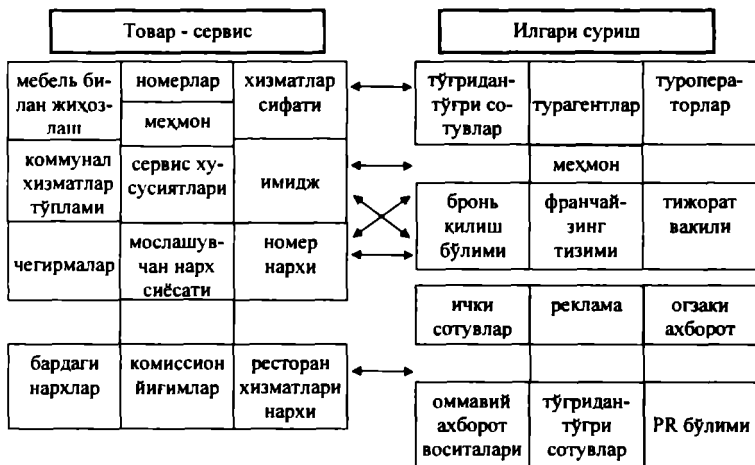 Товар - сервис
мебель би-
лан жиҳоз-
лаш
номерлар
хизматлар
сифати
меҳмон
коммунал
хизматлар
тўплами
сервис ху-
сусиятлари
имидж
чегирмалар
мослашув-
чан нарх
сиёсати
номер
нархи
бардаги
нархлар
комиссион
йиғимлар
ресторан
хизматлари
нархи
Илгари суриш
тўғридан-
тўғри со-
тувлар
турагентлар
туропера-
торлар
меҳмон
бронь
қилиш
бўлими
франчай-
зинг
тизими
тижорат
вакили
ички
сотувлар
реклама
огзаки
ахборот
оммавий
ахборот
воситалари
тўғридан-
тўғри
сотувлар
PR бўлими